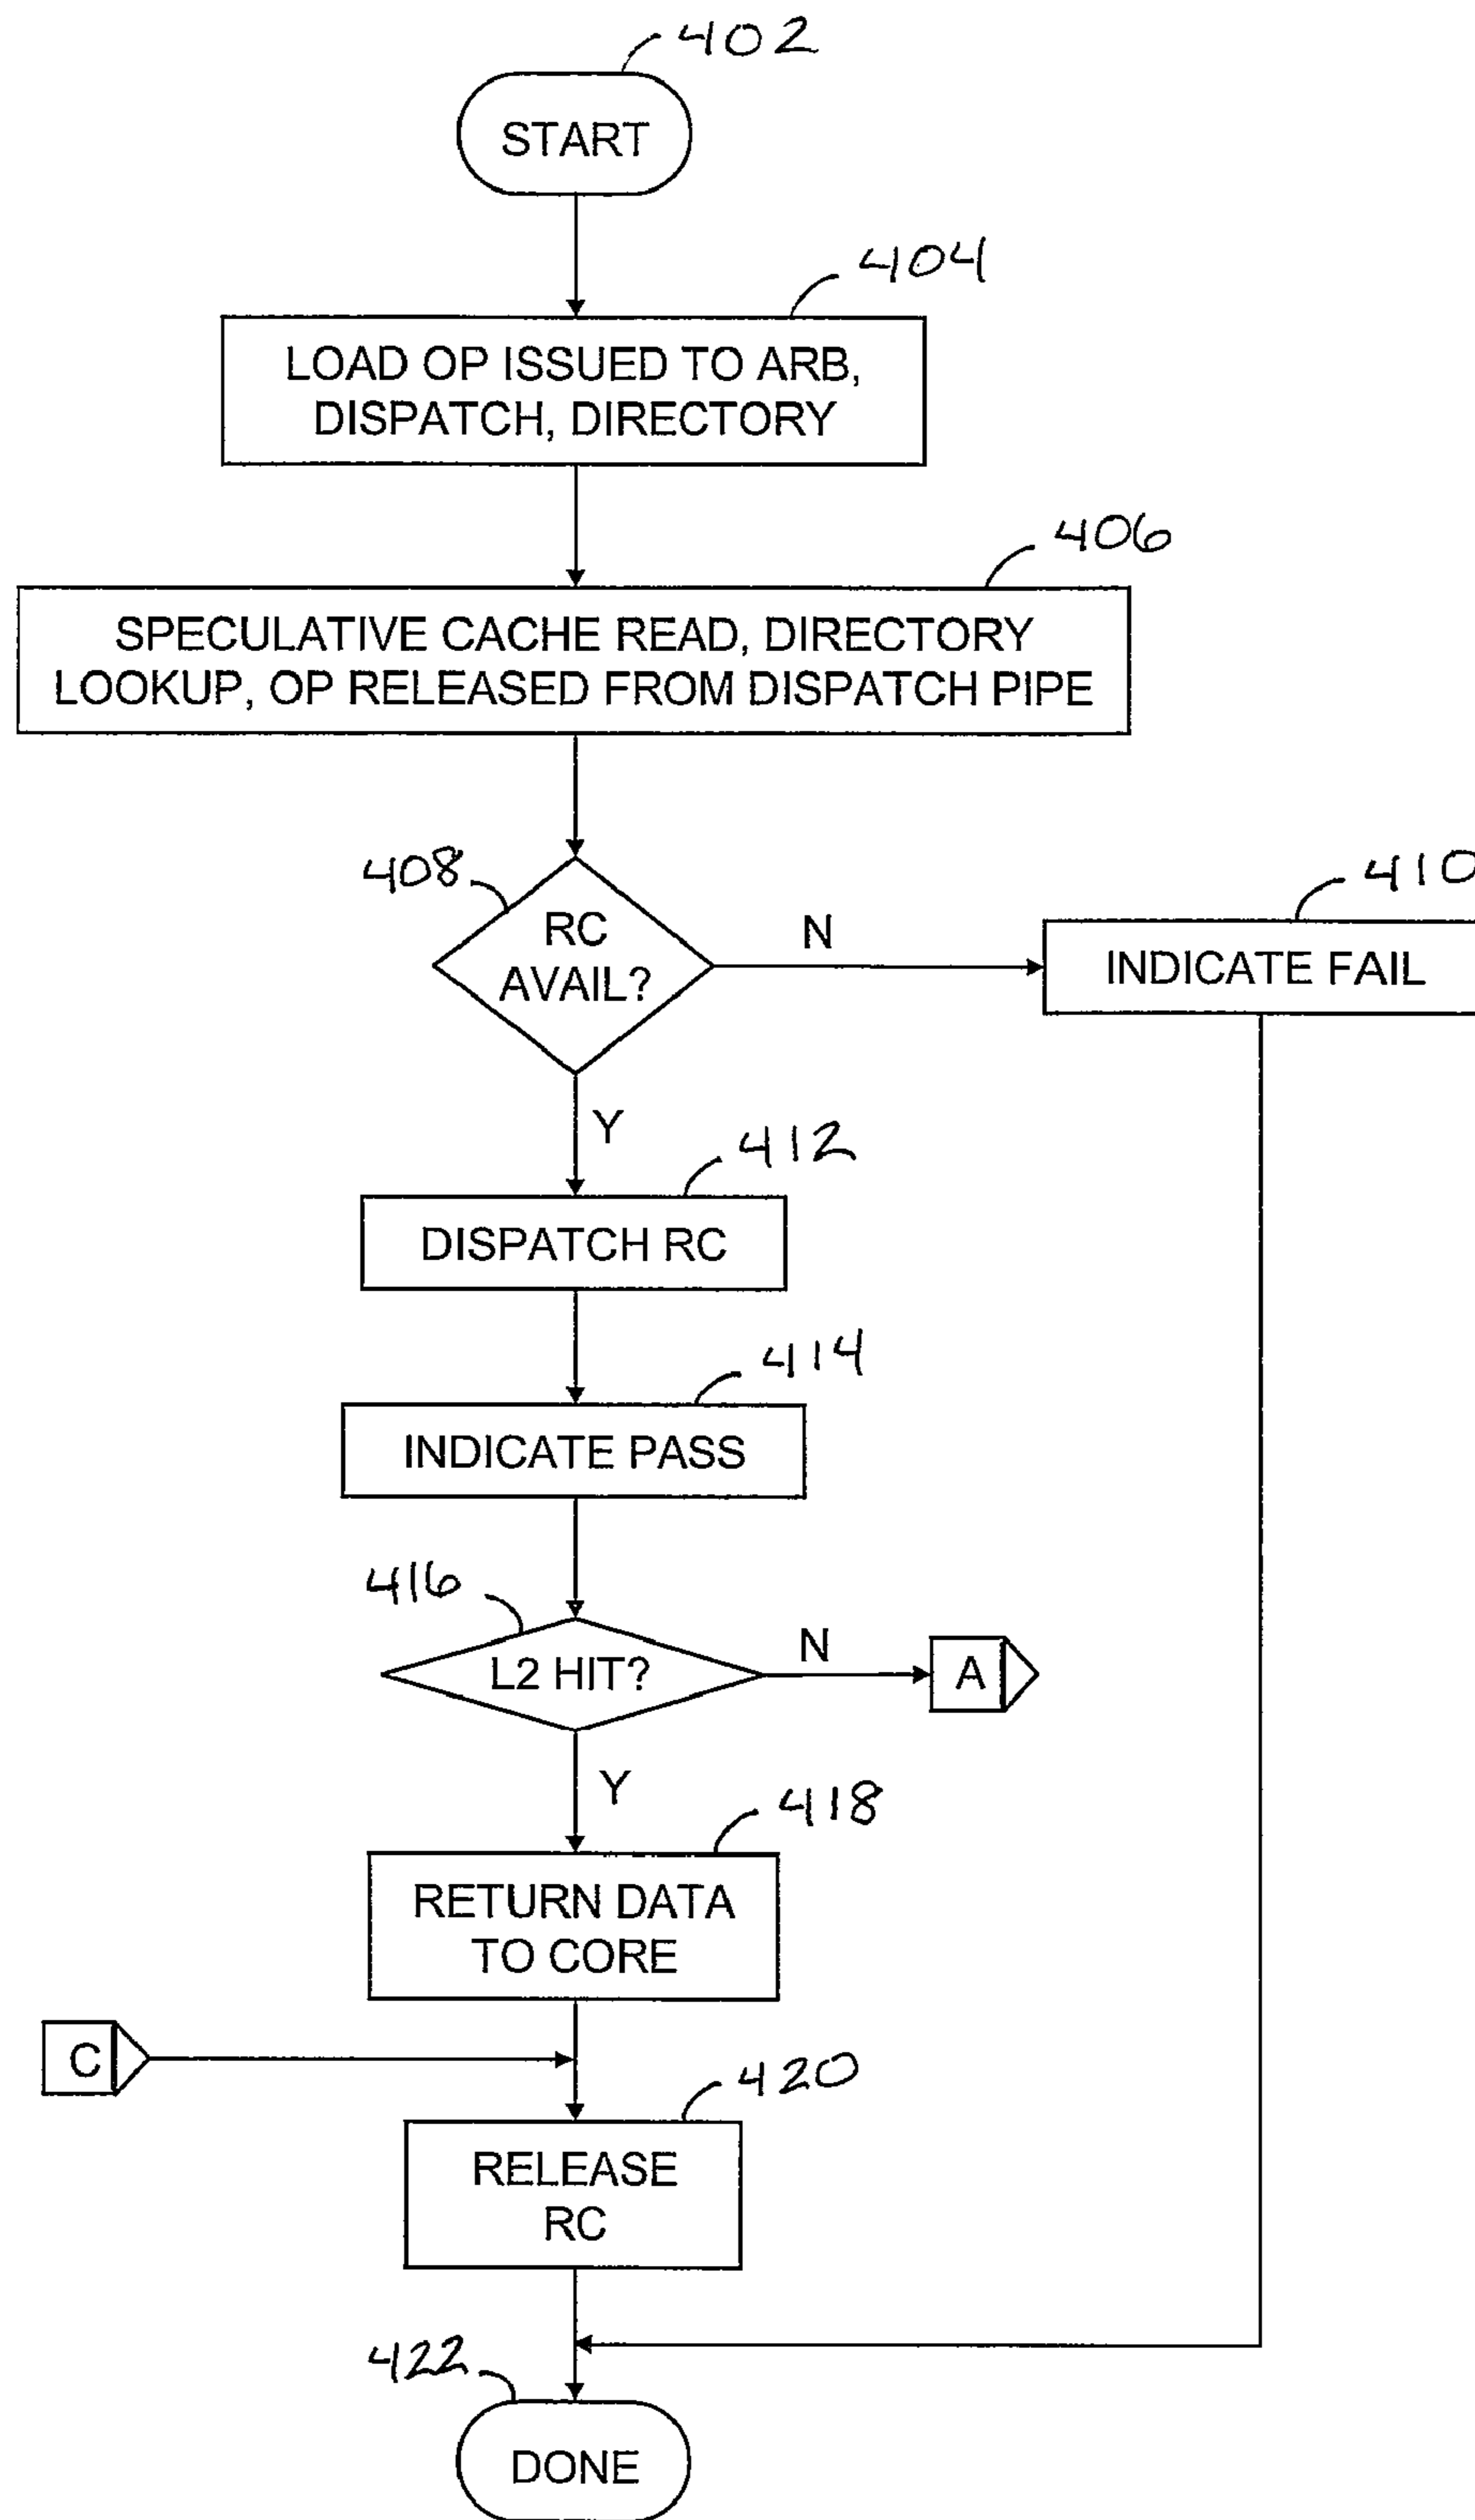 402
START
404
LOAD OP ISSUED TO ARB,
DISPATCH, DIRECTORY
406
SPECULATIVE CACHE READ, DIRECTORY
LOOKUP, OP RELEASED FROM DISPATCH PIPE
408
RC
AVAIL?
N
410
INDICATE FAIL
Y
412
DISPATCH RC
414
INDICATE PASS
416
L2 HIT?
N
A
Y
418
RETURN DATA
TO CORE
C
420
RELEASE
RC
422
DONE